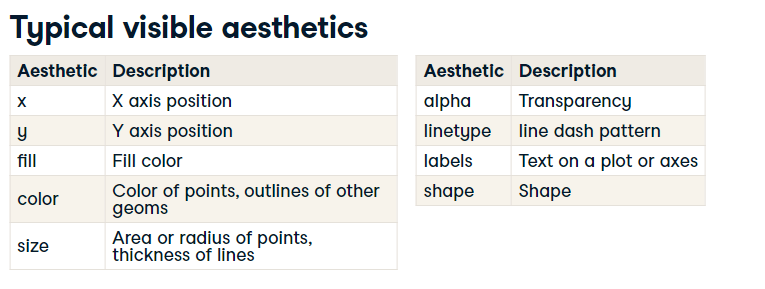 Typical visible aesthetics
Aesthetic Description
x X axis position
y Y axis position
fill Fill color
color Color of points, outlines of other
geoms
size Area or radius of points,
thickness of lines
Aesthetic Description
alpha Transparency
linetype line dash pattern
labels Text on a plot or axes
shape Shape